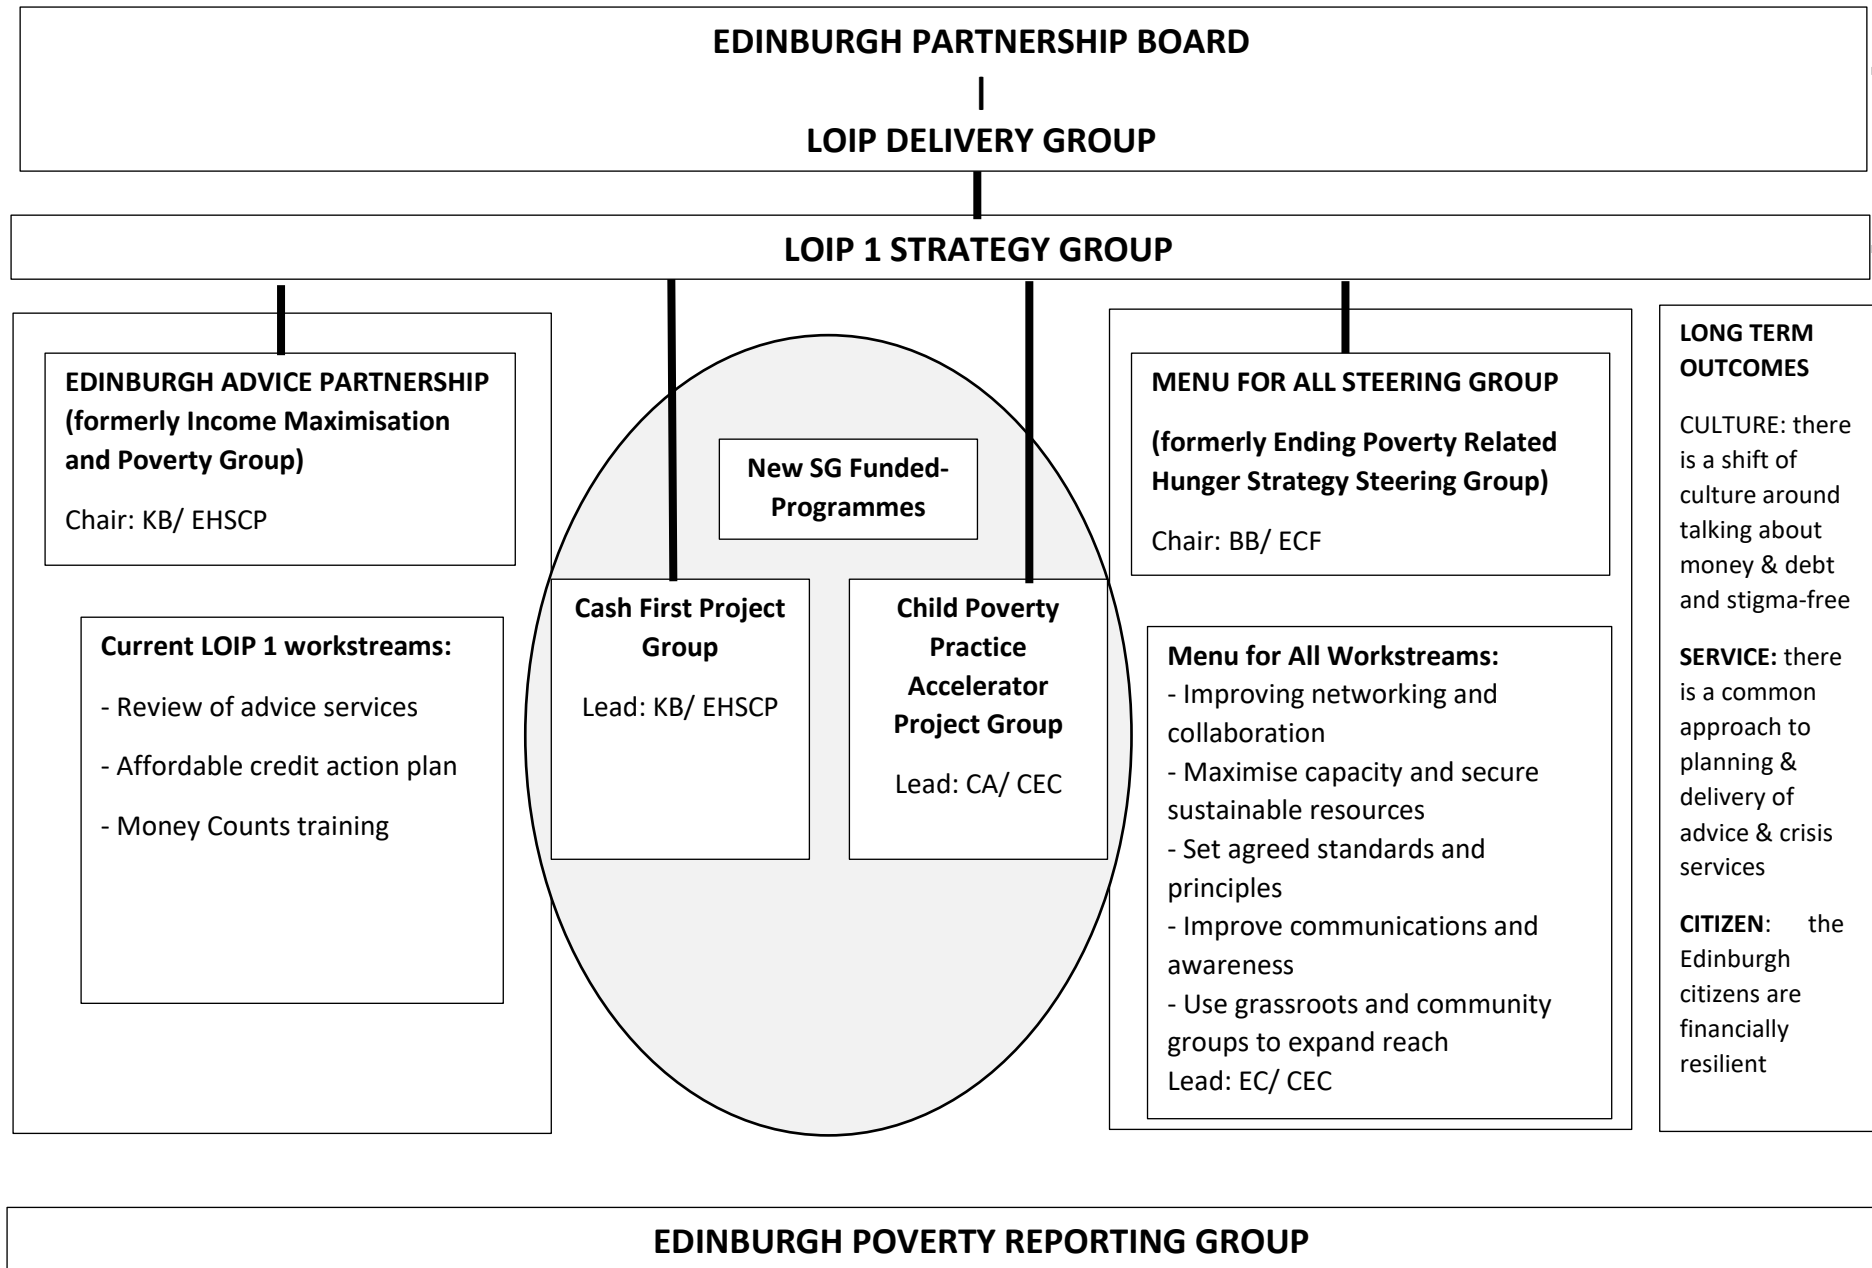 EDINBURGH PARTNERSHIP BOARD
LOIP DELIVERY GROUP
LOIP 1 STRATEGY GROUP
EDINBURGH ADVICE PARTNERSHIP
(formerly Income Maximisation
and Poverty Group)
Chair: KB/ EHSCP
Current LOIP 1 workstreams:
- Review of advice services
- Affordable credit action plan
- Money Counts training
New SG Funded-
Programmes
Cash First Project
Group
Lead: KB/ EHSCP
Child Poverty
Practice
Accelerator
Project Group
Lead: CA/ CEC
MENU FOR ALL STEERING GROUP
(formerly Ending Poverty Related
Hunger Strategy Steering Group)
Chair: BB/ ECF
Menu for All Workstreams:
- Improving networking and
collaboration
- Maximise capacity and secure
sustainable resources
- Set agreed standards and
principles
- Improve communications and
awareness
- Use grassroots and community
groups to expand reach
Lead: EC/ CEC
LONG TERM
OUTCOMES
CULTURE: there
is a shift of
culture around
talking about
money & debt
and stigma-free
SERVICE: there
is a common
approach to
planning &
delivery of
advice & crisis
services
CITIZEN: the
Edinburgh
citizens are
financially
resilient
EDINBURGH POVERTY REPORTING GROUP